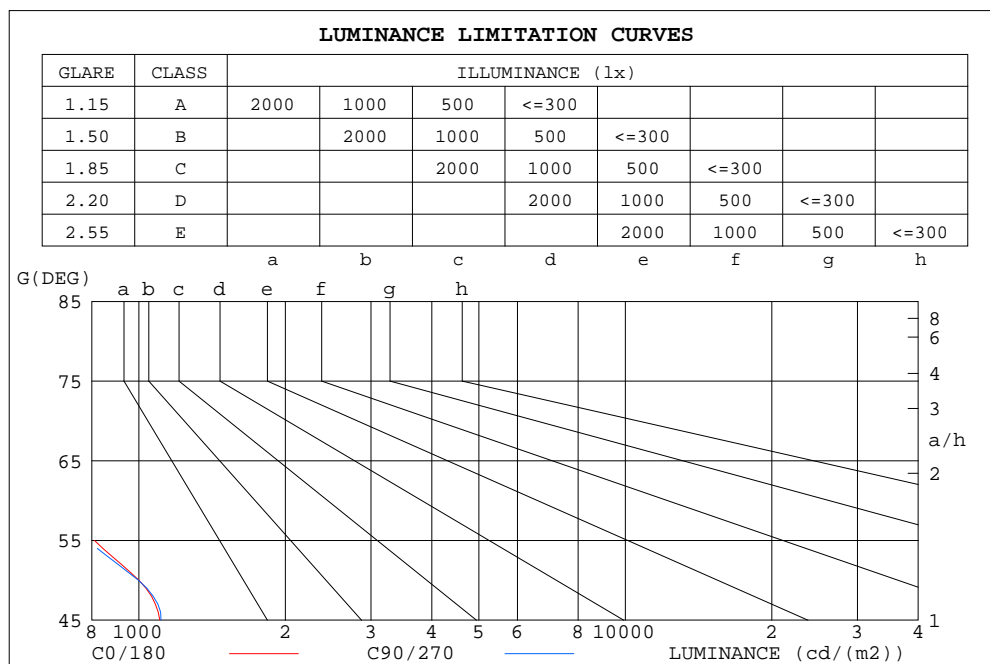 LUMINANCE LIMITATION CURVES
GLARE CLASS ILLUMINANCE (lx)
1.15 A 2000 1000 500 <=300
1.50 B 2000 1000 500 <=300
1.85 C 2000 1000 500 <=300
2.20 D 2000 1000 500 <=300
2.55 E 2000 1000 500 <=300
a b c d e f g h
G(DEG)
a b c d e f g h
85
8
6
75 4
3
a/h
65
2
55
45 1
8 1000 2 3 4 5 6 8 10000 2 3 4
C0/180 C90/270 LUMINANCE (cd/(m2))